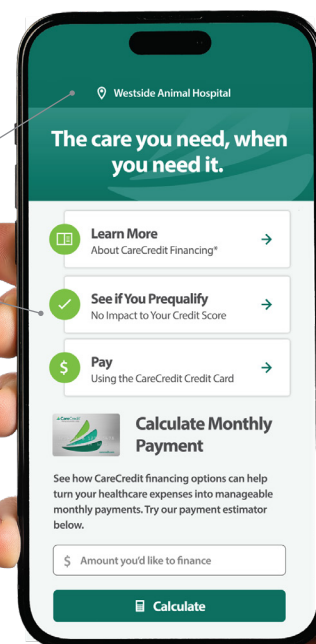 Westside Animal Hospital
The care you need, when
you need it.
Learn More
About CareCredit Financing*
See if You Prequalify
No Impact to Your Credit Score
Pay
Using the CareCredit Credit Card
CareCredit
Calculate Monthly
Payment
See how CareCredit financing options can help
turn your healthcare expenses into manageable
monthly payments. Try our payment estimator
below.
$ Amount you'd like to finance
Calculate